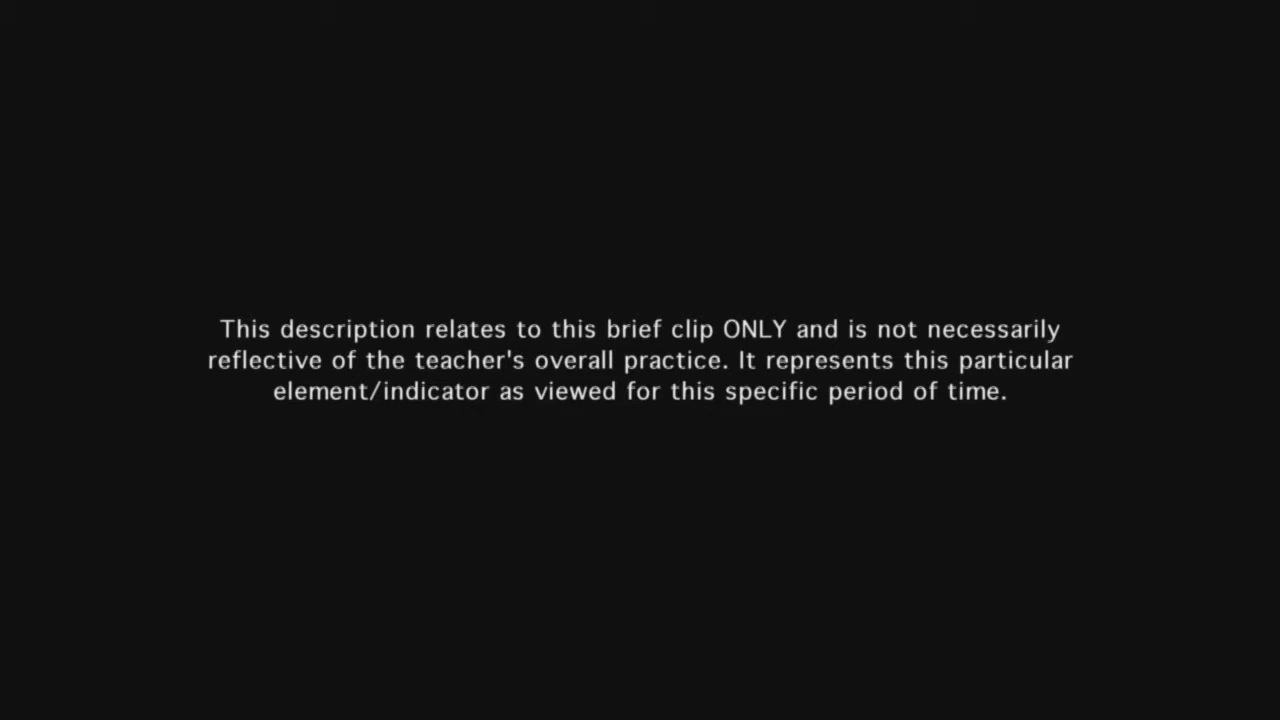 This description relates to this brief clip ONLY and is not necessarily
reflective of the teacher's overall practice. It represents this particular
element/indicator as viewed for this specific period of time.